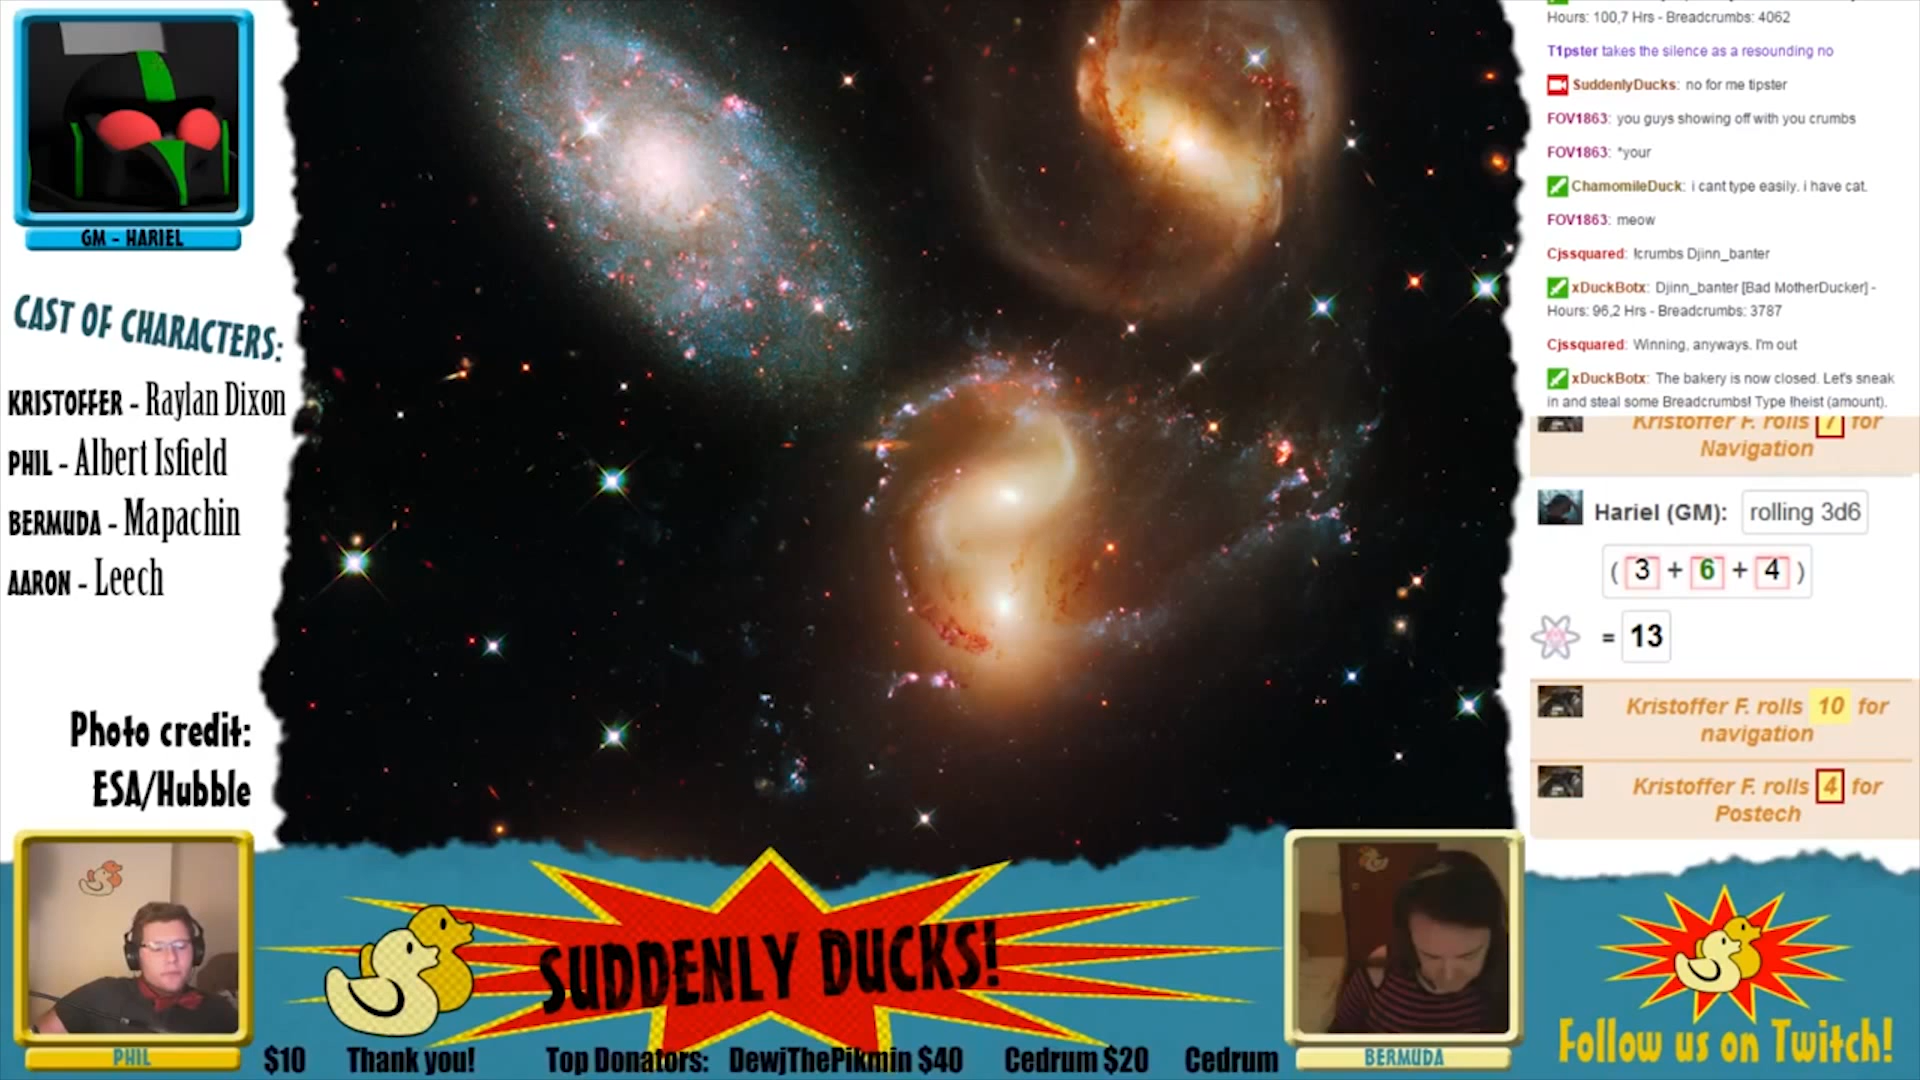 GM - HARIEL
CAST OF CHARACTERS:
KRISTOFFER - Raylan Dixon
PHIL - Albert Isfield
BERMUDA - Mapachin
AARON - Leech
Photo credit:
ESA/Hubble
PHIL
SUDDENLY DUCKS!
$10 Thank you! Top Donators: DewjThePikmin $40 Cedrum $20 Cedrum
BERMUDA
Hours: 100,7 Hrs - Breadcrumbs: 4062
T1pster takes the silence as a resounding no
SuddenlyDucks: no for me tipster
FOV1863: you guys showing off with you crumbs
FOV1863: *your
ChamomileDuck: i cant type easily. i have cat.
FOV1863: meow
Cjssquared: !crumbs Djinn_banter
xDuckBotx: Djinn_banter [Bad MotherDucker] -
Hours: 96,2 Hrs - Breadcrumbs: 3787
Cjssquared: Winning, anyways. I'm out
xDuckBotx: The bakery is now closed. Let's sneak
in and steal some Breadcrumbs! Type !heist (amount).
Kristoffer F. rolls 7 for
Navigation
Hariel (GM): rolling 3d6
( 3 + 6 + 4 )
= 13
Kristoffer F. rolls 10 for
navigation
Kristoffer F. rolls 4 for
Postech
Follow us on Twitch!